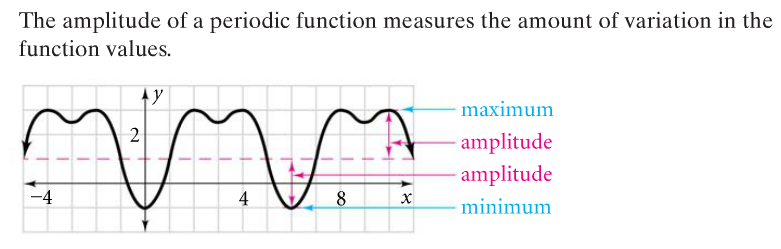 The amplitude of a periodic function measures the amount of variation in the
function values.
y
maximum
2
amplitude
amplitude
–4
4
8
x
minimum